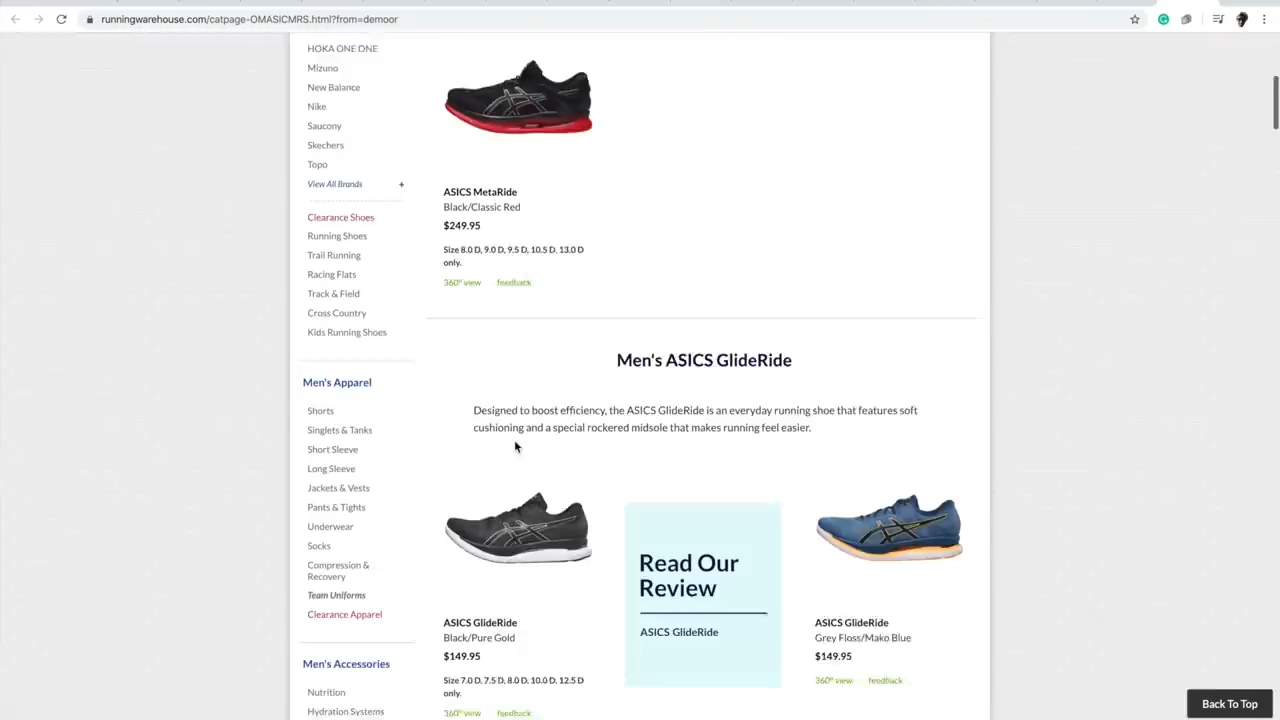 runningwarehouse.com/catpage-OMASICMRS.html?from=demoor
HOKA ONE ONE
Mizuno
New Balance
Nike
Saucony
Skechers
Topo
View All Brands +
Clearance Shoes
Running Shoes
Trail Running
Racing Flats
Track & Field
Cross Country
Kids Running Shoes
Men's Apparel
Shorts
Singlets & Tanks
Short Sleeve
Long Sleeve
Jackets & Vests
Pants & Tights
Underwear
Socks
Compression &
Recovery
Team Uniforms
Clearance Apparel
Men's Accessories
Nutrition
Hydration Systems
ASICS MetaRide
Black/Classic Red
$249.95
Size 8.0 D, 9.0 D, 9.5 D, 10.5 D, 13.0 D
only.
360° view feedback
Men's ASICS GlideRide
Designed to boost efficiency, the ASICS GlideRide is an everyday running shoe that features soft
cushioning and a special rockered midsole that makes running feel easier.
ASICS GlideRide
Black/Pure Gold
$149.95
Size 7.0 D, 7.5 D, 8.0 D, 10.0 D, 12.5 D
only.
360° view feedback
Read Our
Review
ASICS GlideRide
ASICS GlideRide
Grey Floss/Mako Blue
$149.95
360° view feedback
Back To Top